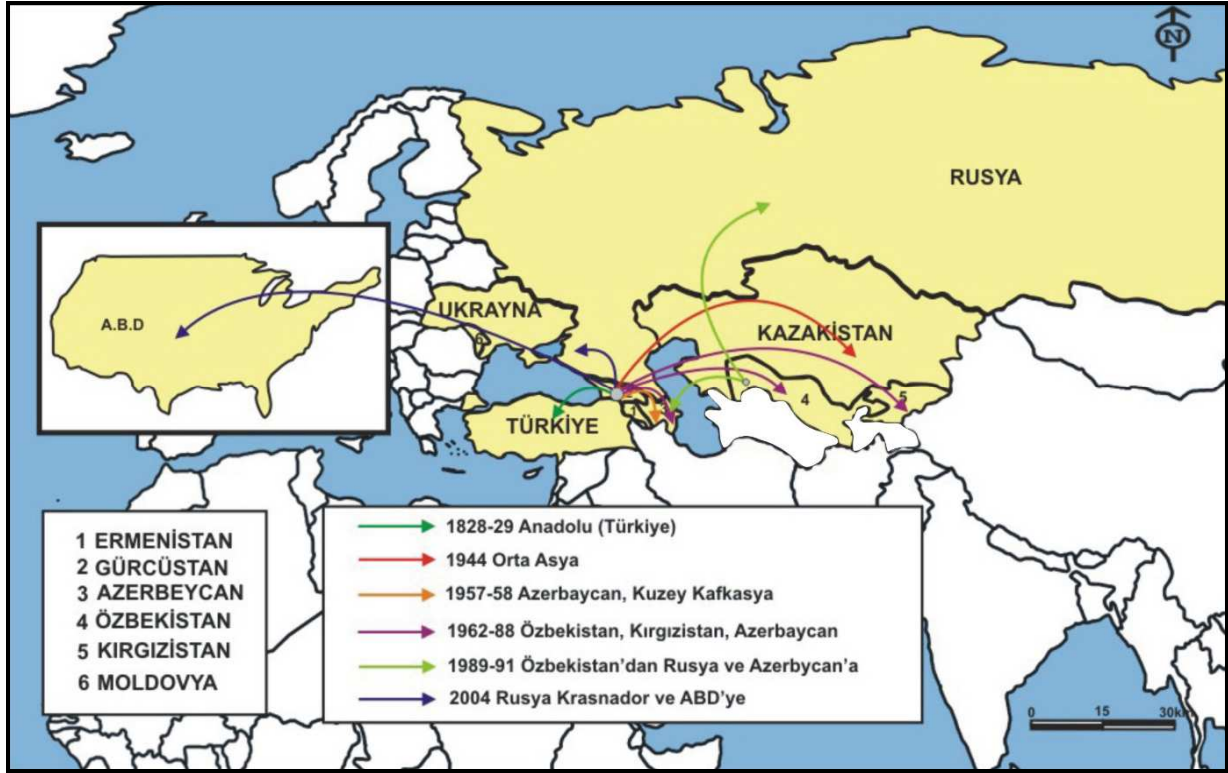 N
RUSYA
UKRAYNA
A.B.D
KAZAKİSTAN
6
4
5
TÜRKİYE
1 ERMENİSTAN
2 GÜRCÜSTAN
3 AZERBEYCAN
4 ÖZBEKİSTAN
5 KIRGIZİSTAN
6 MOLDOVYA
1828-29 Anadolu (Türkiye)
1944 Orta Asya
1957-58 Azerbaycan, Kuzey Kafkasya
1962-88 Özbekistan, Kırgızistan, Azerbaycan
1989-91 Özbekistan'dan Rusya ve Azerbycan'a
2004 Rusya Krasnador ve ABD'ye
0 15 30km